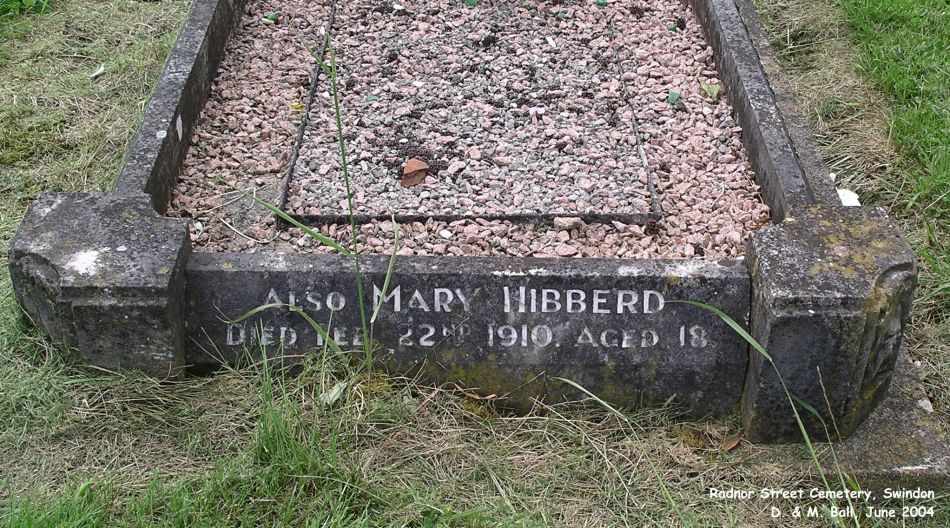 ALSO MARY HIBBERD
DIED FEB. 22ND 1910, AGED 18
Radnor Street Cemetery, Swindon
D. & M. Ball, June 2004